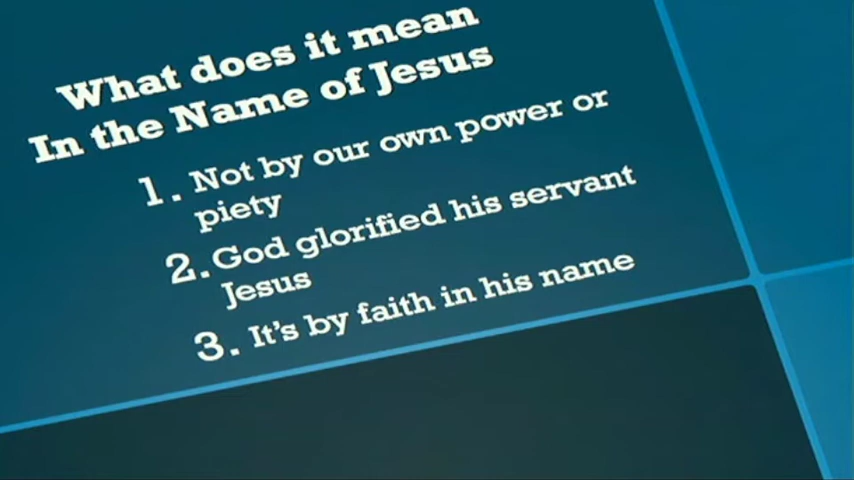 What does it mean
In the Name of Jesus
1. Not by our own power or
piety
2. God glorified his servant
Jesus
3. It's by faith in his name